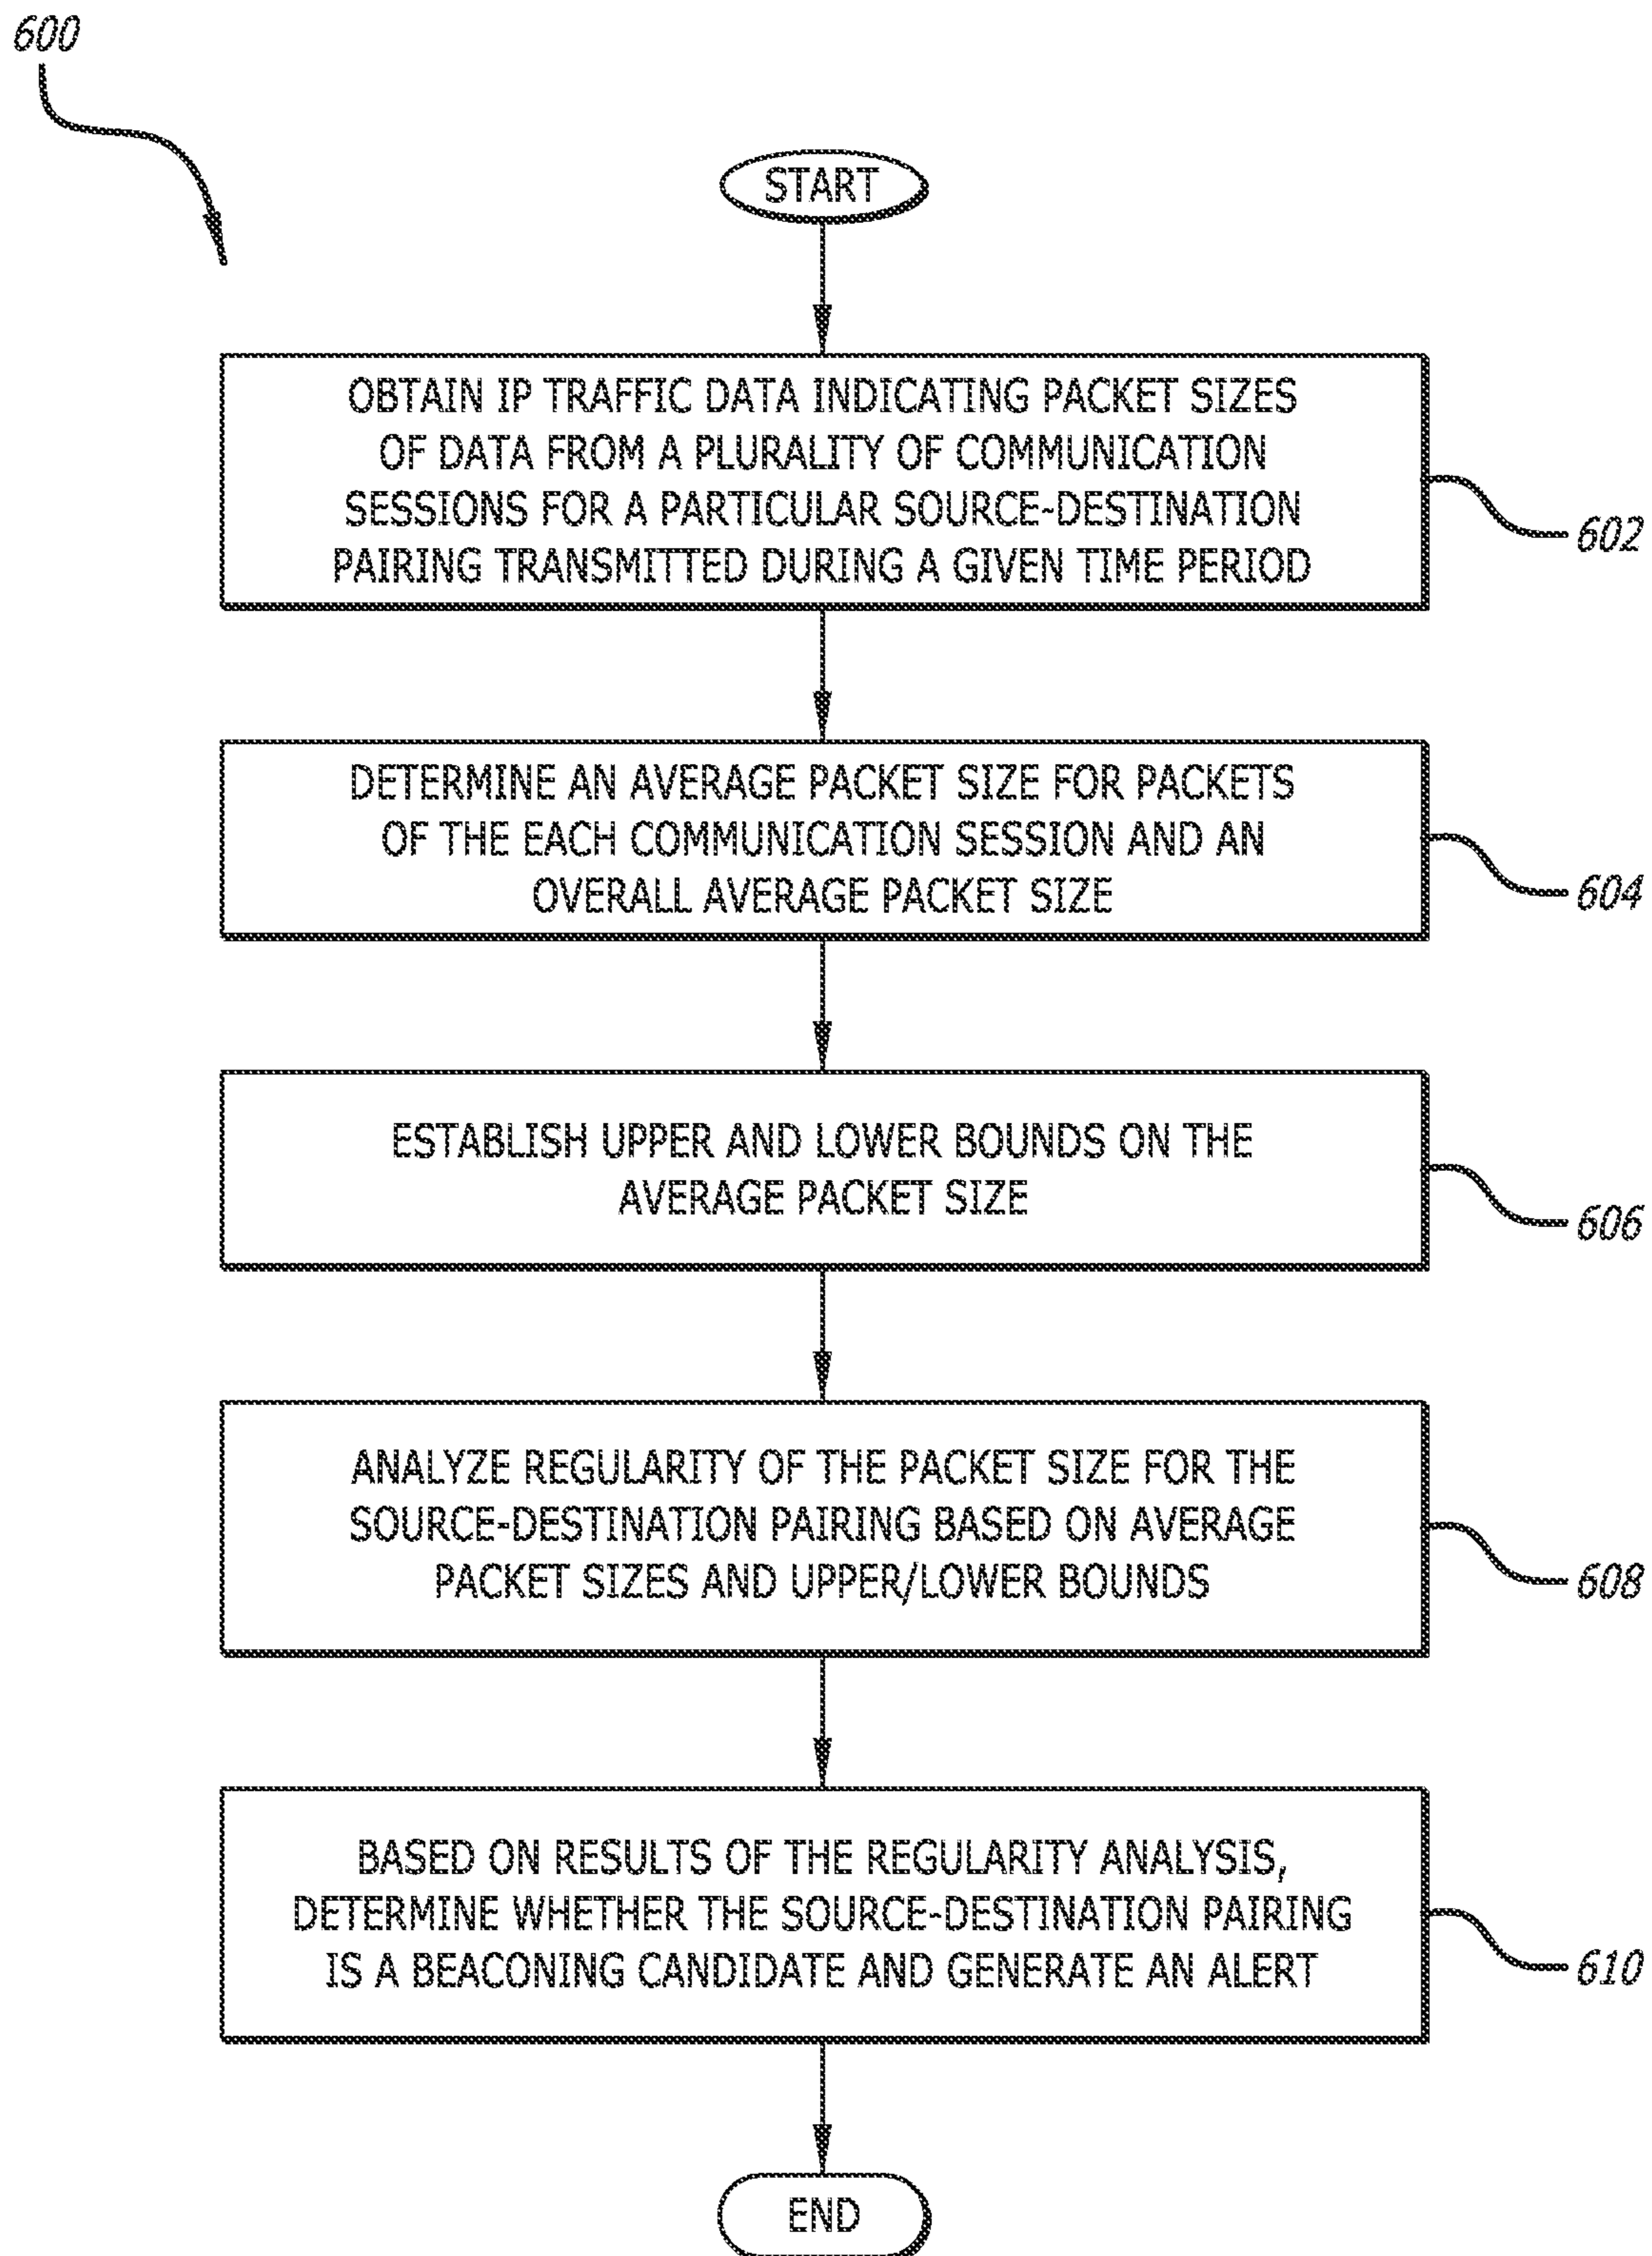 600
START
OBTAIN IP TRAFFIC DATA INDICATING PACKET SIZES
OF DATA FROM A PLURALITY OF COMMUNICATION
SESSIONS FOR A PARTICULAR SOURCE-DESTINATION
PAIRING TRANSMITTED DURING A GIVEN TIME PERIOD
602
DETERMINE AN AVERAGE PACKET SIZE FOR PACKETS
OF THE EACH COMMUNICATION SESSION AND AN
OVERALL AVERAGE PACKET SIZE
604
ESTABLISH UPPER AND LOWER BOUNDS ON THE
AVERAGE PACKET SIZE
606
ANALYZE REGULARITY OF THE PACKET SIZE FOR THE
SOURCE-DESTINATION PAIRING BASED ON AVERAGE
PACKET SIZES AND UPPER/LOWER BOUNDS
608
BASED ON RESULTS OF THE REGULARITY ANALYSIS,
DETERMINE WHETHER THE SOURCE-DESTINATION PAIRING
IS A BEACONING CANDIDATE AND GENERATE AN ALERT
610
END